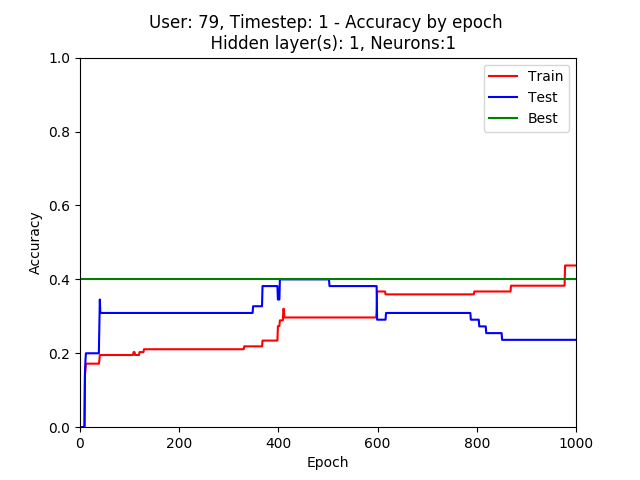 User: 79, Timestep: 1 - Accuracy by epoch
Hidden layer(s): 1, Neurons:1
Train
Test
Best
Accuracy
1.0
0.8
0.6
0.4
0.2
0.0
0 200 400 600 800 1000
Epoch